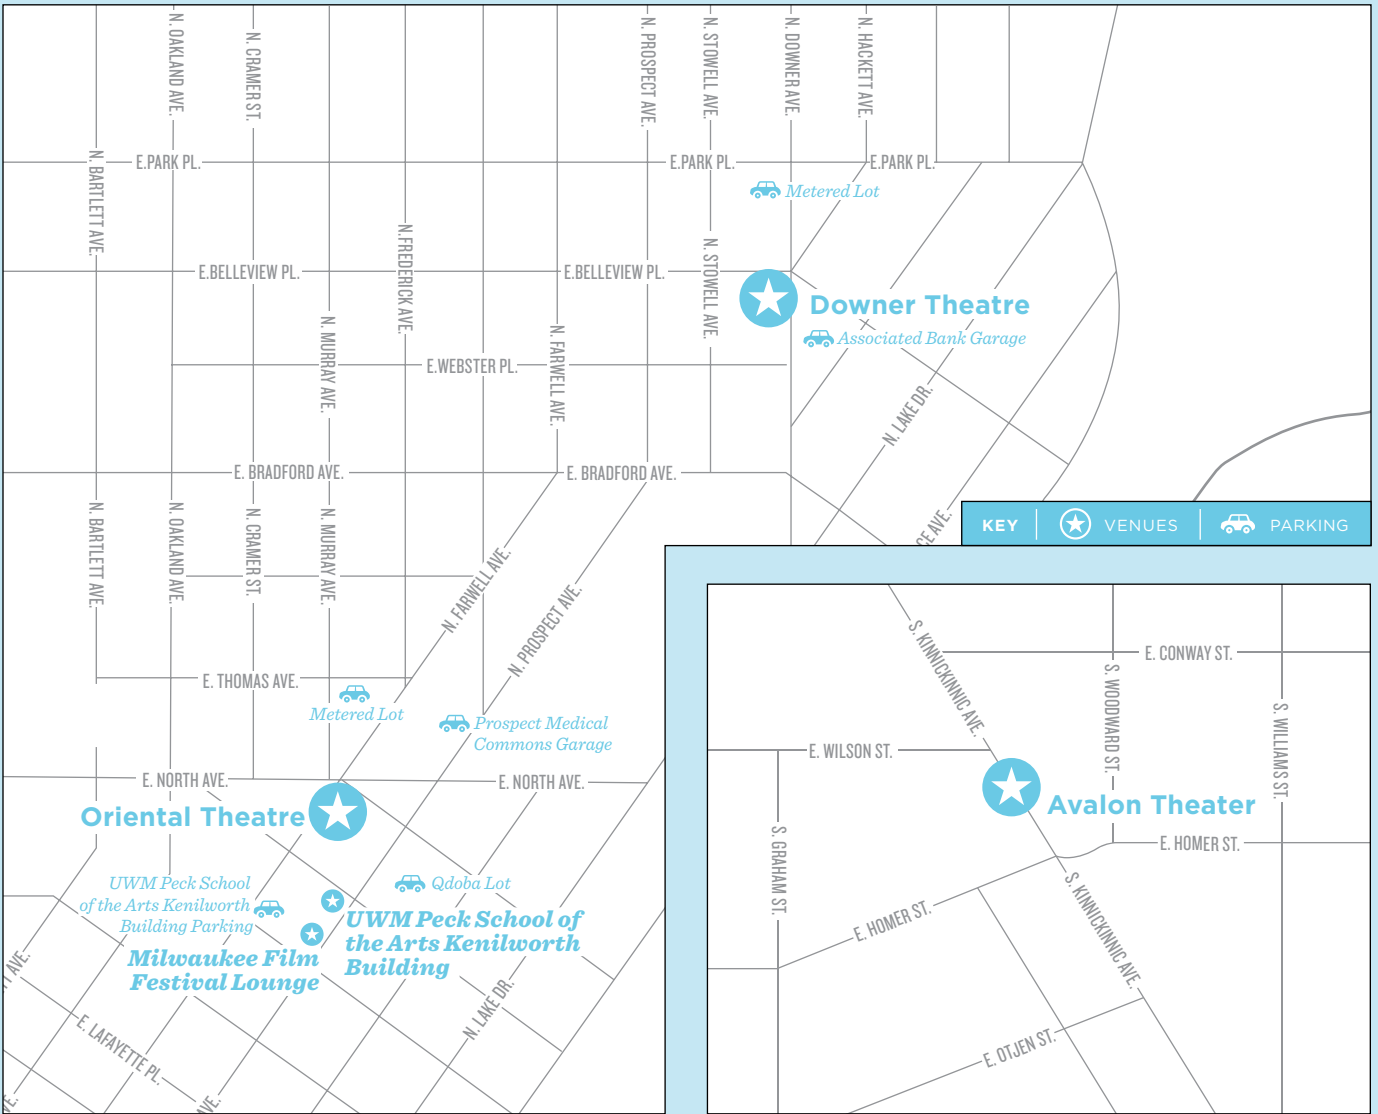 N. OAKLAND AVE.
N. CRAMER ST.
N. PROSPECT AVE.
N. STOWELL AVE.
N. DOWNER AVE.
N. HACKETT AVE.
N. BARTLETT AVE.
E.PARK PL.
E.PARK PL.
E.PARK PL.
Metered Lot
N.FREDERICK AVE.
N. STOWELL AVE.
E.BELLEVIEW PL.
E.BELLEVIEW PL.
Downer Theatre
Associated Bank Garage
N. MURRAY AVE.
N. FARWELL AVE.
E.WEBSTER PL.
N. LAKE DR.
E. BRADFORD AVE.
E. BRADFORD AVE.
N. BARTLETT AVE.
N. OAKLAND AVE.
N. CRAMER ST.
N. MURRAY AVE.
N. FARWELL AVE.
N. PROSPECT AVE.
CE AVE.
KEY
VENUES
PARKING
E. THOMAS AVE.
Metered Lot
Prospect Medical
Commons Garage
E. NORTH AVE.
E. NORTH AVE.
Oriental Theatre
UWM Peck School
of the Arts Kenilworth
Building Parking
Qdoba Lot
UWM Peck School of
the Arts Kenilworth
Building
Milwaukee Film
Festival Lounge
AVE.
N. LAKE DR.
E. LAFAYETTE PL.
VE.
VE.
S. KINNICKINNIC AVE.
E. CONWAY ST.
S. WOODWARD ST.
S. WILLIAMS ST.
E. WILSON ST.
Avalon Theater
S. GRAHAM ST.
E. HOMER ST.
E. HOMER ST.
S. KINNICKINNIC AVE.
E. OTJEN ST.